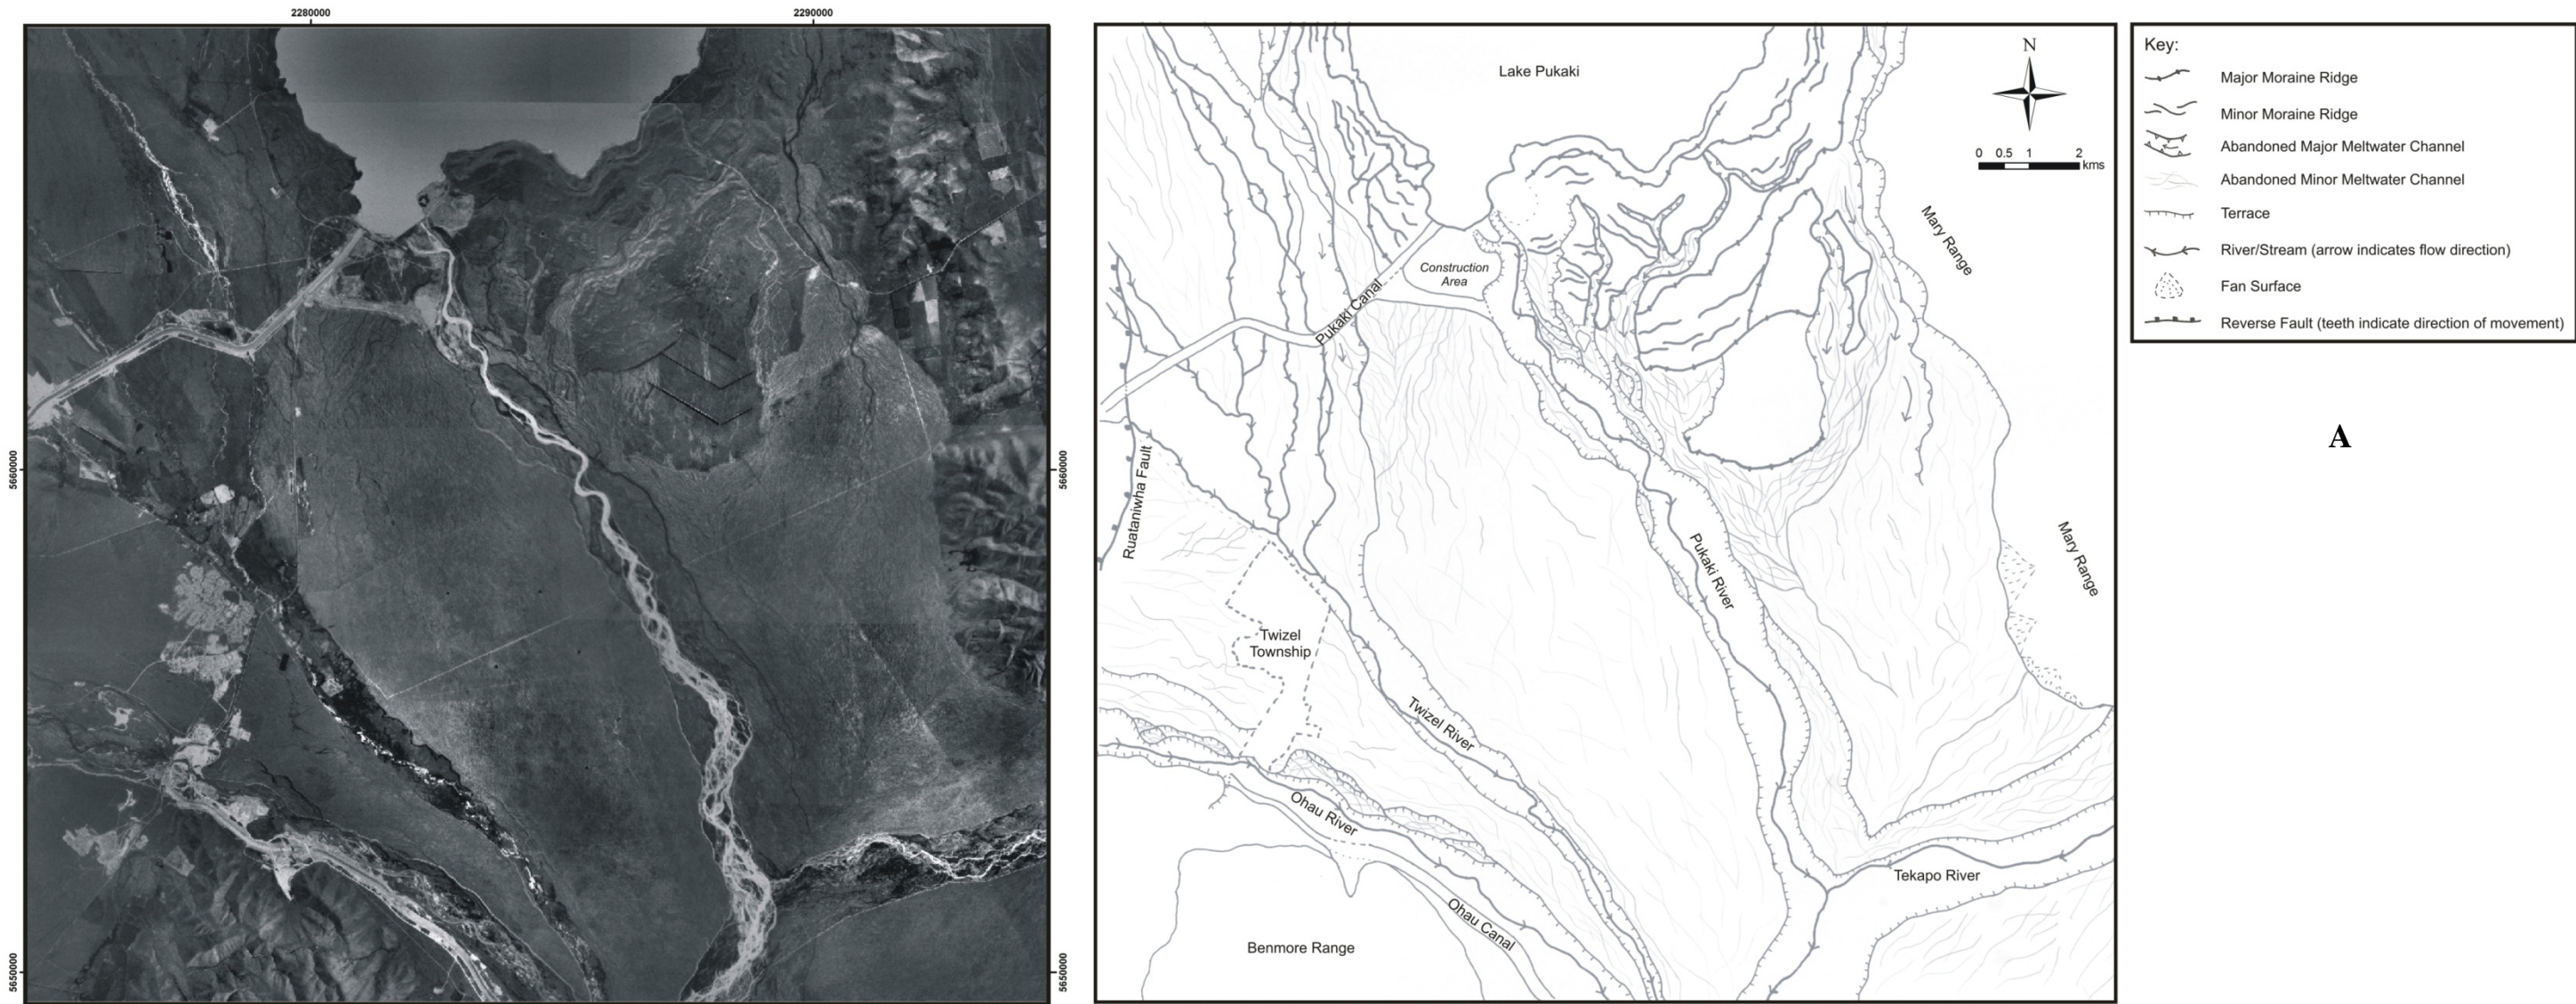 2280000
2290000
5660000
5660000
5650000
5650000
Lake Pukaki
N
0 0.5 1 2
kms
Mary Range
Construction
Area
Pukaki Canal
Ruataniwha Fault
Pukaki River
Mary Range
Twizel
Township
Twizel River
Ohau River
Tekapo River
Ohau Canal
Benmore Range
Key:
Major Moraine Ridge
Minor Moraine Ridge
Abandoned Major Meltwater Channel
Abandoned Minor Meltwater Channel
Terrace
River/Stream (arrow indicates flow direction)
Fan Surface
Reverse Fault (teeth indicate direction of movement)
A